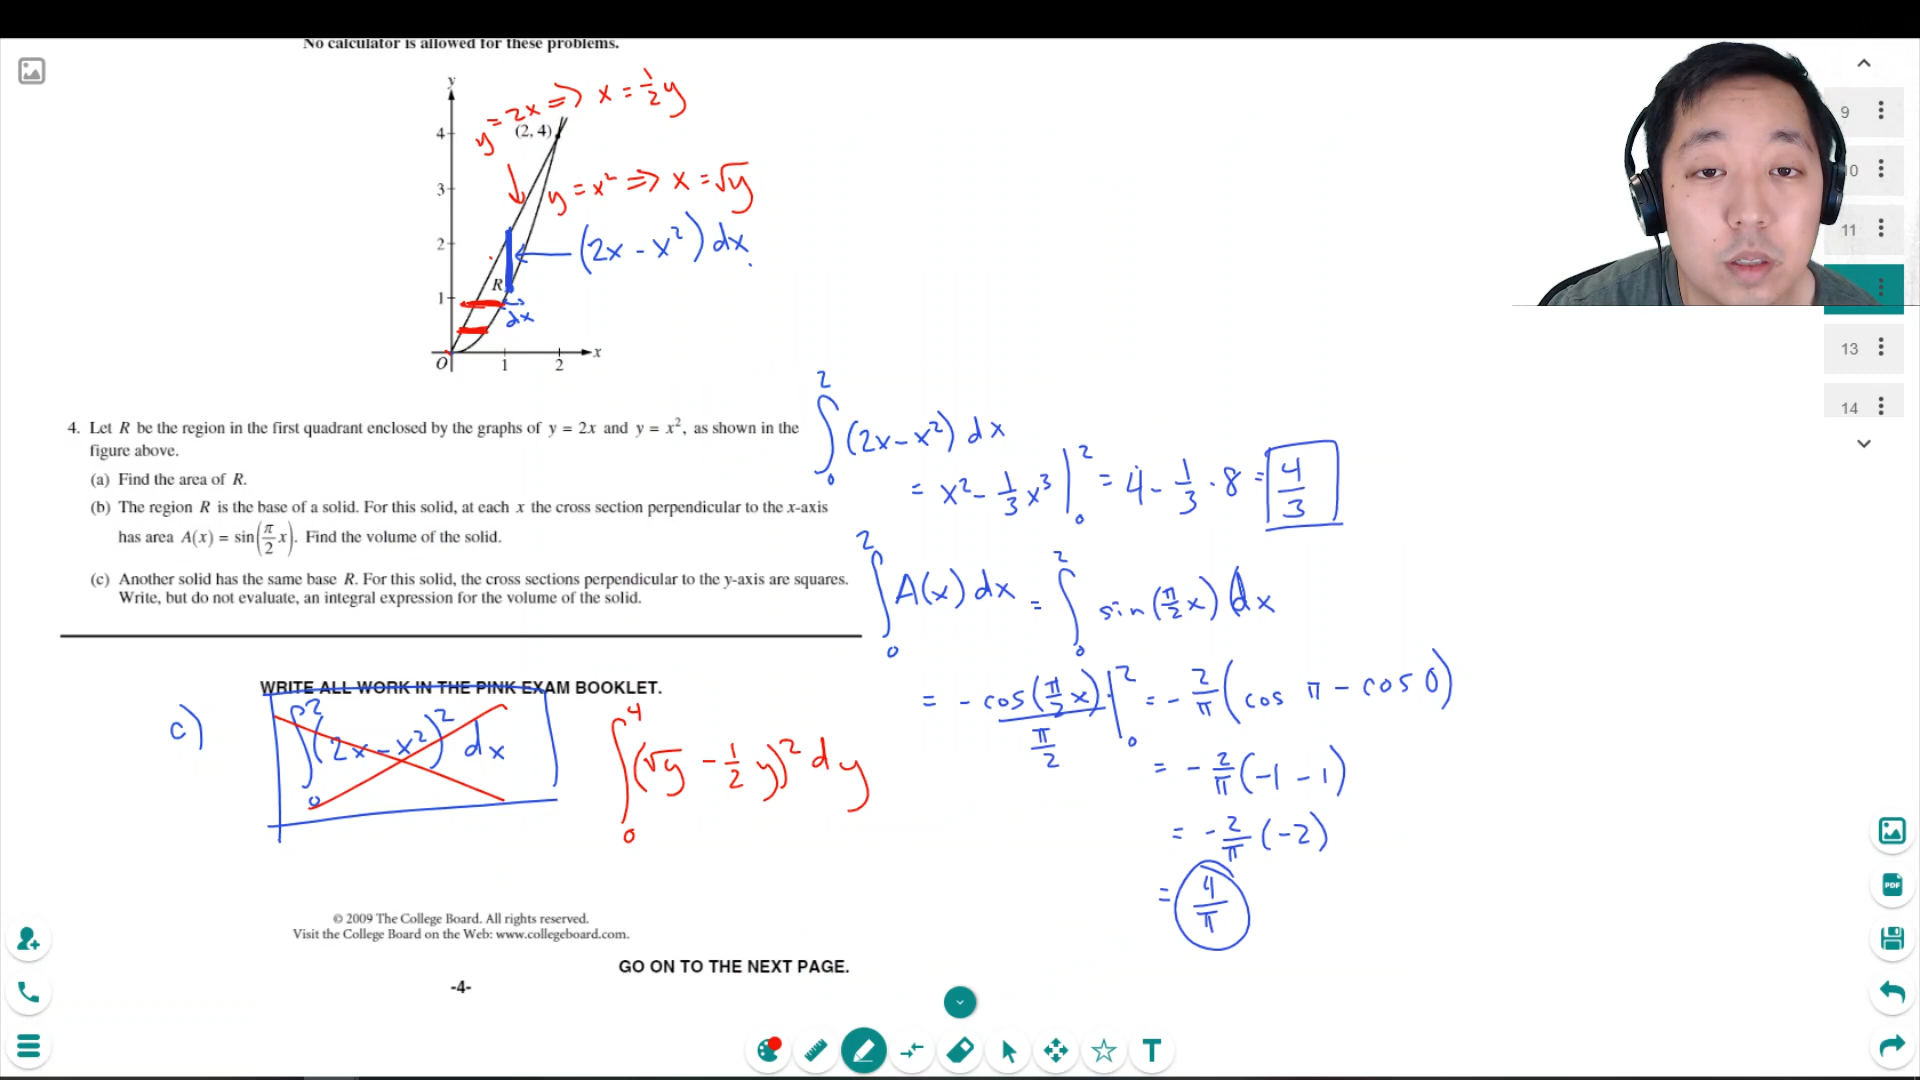 No calculator is allowed for these problems.
y
y = 2x => x = 1/2 y
4
(2, 4)
y = x² => x = √y
3
(2x - x²) dx
2
R
1
dx
O
1
2
x
4. Let R be the region in the first quadrant enclosed by the graphs of y = 2x and y = x², as shown in the
figure above.
(a) Find the area of R.
(b) The region R is the base of a solid. For this solid, at each x the cross section perpendicular to the x-axis
has area A(x) = sin(π/2 x). Find the volume of the solid.
(c) Another solid has the same base R. For this solid, the cross sections perpendicular to the y-axis are squares.
Write, but do not evaluate, an integral expression for the volume of the solid.
∫₀² (2x - x²) dx
= x² - 1/3 x³ |₀² = 4 - 1/3 · 8 = 4/3
∫₀² A(x) dx = ∫₀² sin(π/2 x) dx
= - cos(π/2 x) / (π/2) |₀² = - 2/π (cos π - cos 0)
= - 2/π (-1 - 1)
= - 2/π (-2)
= 4/π
WRITE ALL WORK IN THE PINK EXAM BOOKLET.
c) ∫₀² (2x - x²)² dx
∫₀⁴ (√y - 1/2 y)² dy
© 2009 The College Board. All rights reserved.
Visit the College Board on the Web: www.collegeboard.com.
GO ON TO THE NEXT PAGE.
-4-
9
0
11
13
14
PDF
T